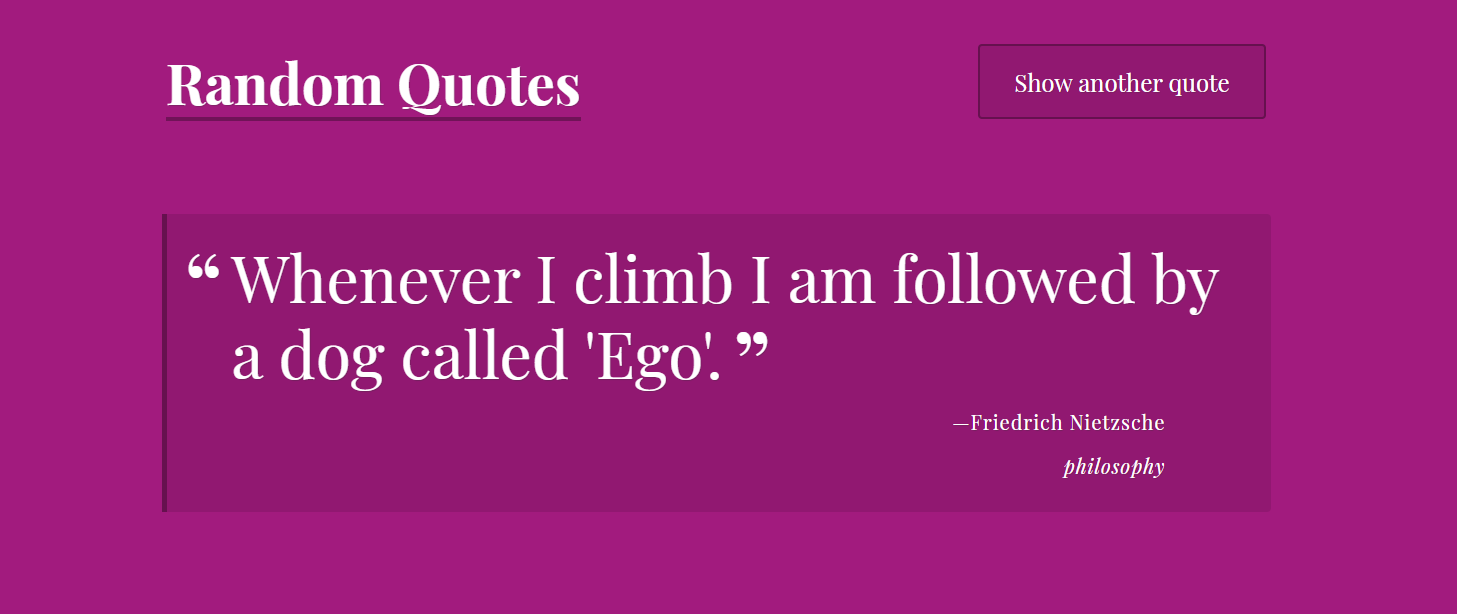 Random Quotes
Show another quote
“ Whenever I climb I am followed by
a dog called 'Ego'. ”
—Friedrich Nietzsche
philosophy